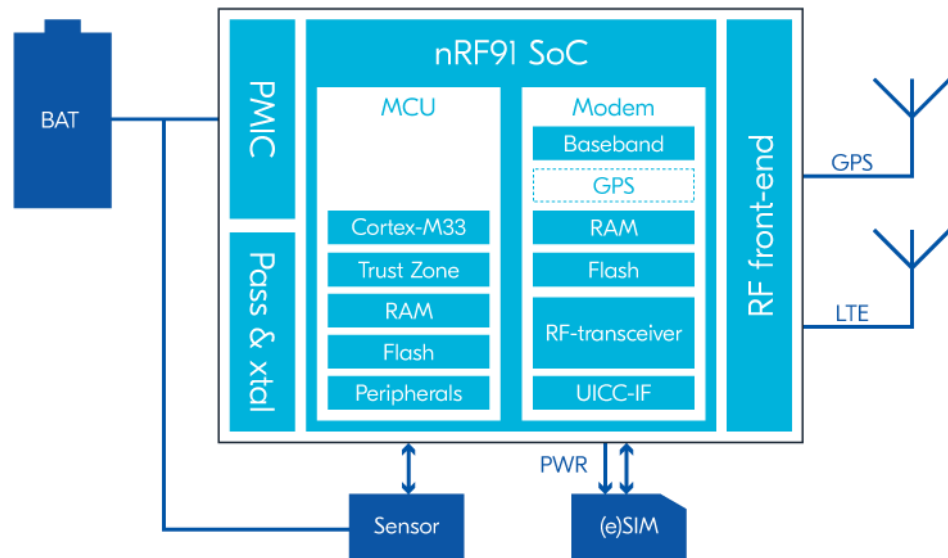 BAT
PMIC
Pass & xtal
nRF91 SoC
MCU
Cortex-M33
Trust Zone
RAM
Flash
Peripherals
Modem
Baseband
GPS
RAM
Flash
RF-transceiver
UICC-IF
RF front-end
GPS
LTE
PWR
Sensor
(e)SIM